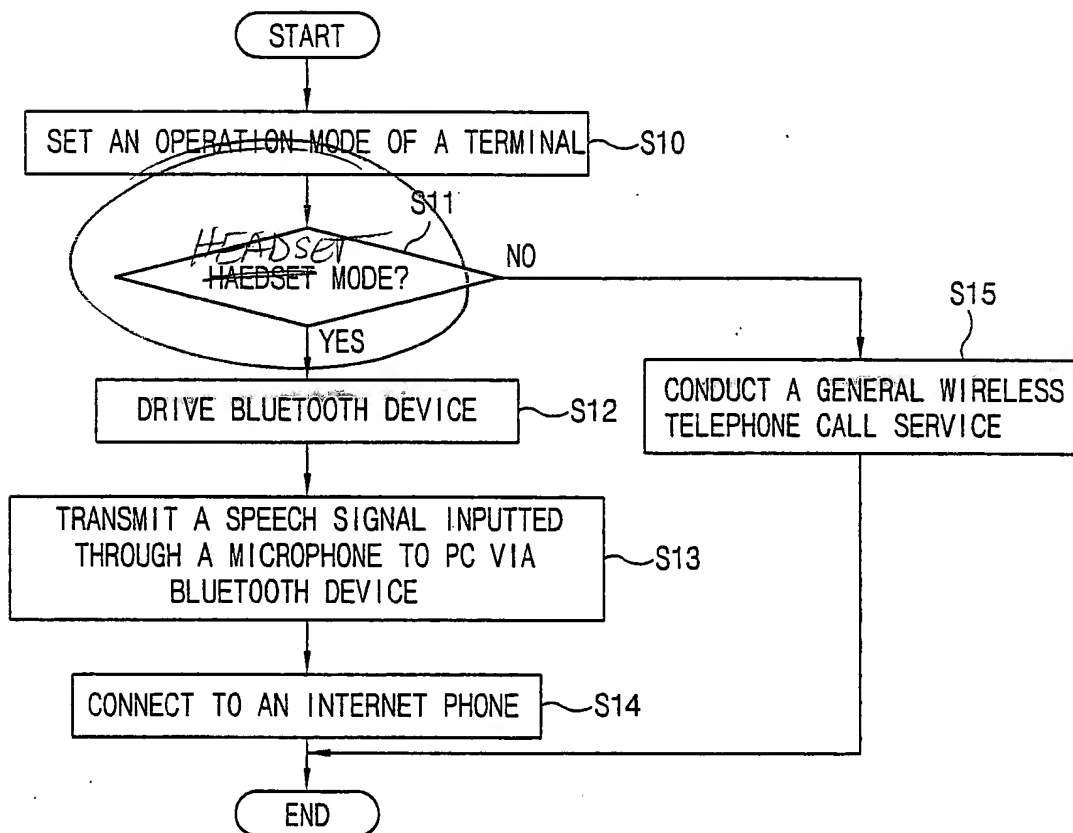 START
SET AN OPERATION MODE OF A TERMINAL
S10
S11
HEADSET
HAEDSET MODE?
NO
YES
S15
DRIVE BLUETOOTH DEVICE
S12
CONDUCT A GENERAL WIRELESS
TELEPHONE CALL SERVICE
TRANSMIT A SPEECH SIGNAL INPUTTED
THROUGH A MICROPHONE TO PC VIA
BLUETOOTH DEVICE
S13
CONNECT TO AN INTERNET PHONE
S14
END